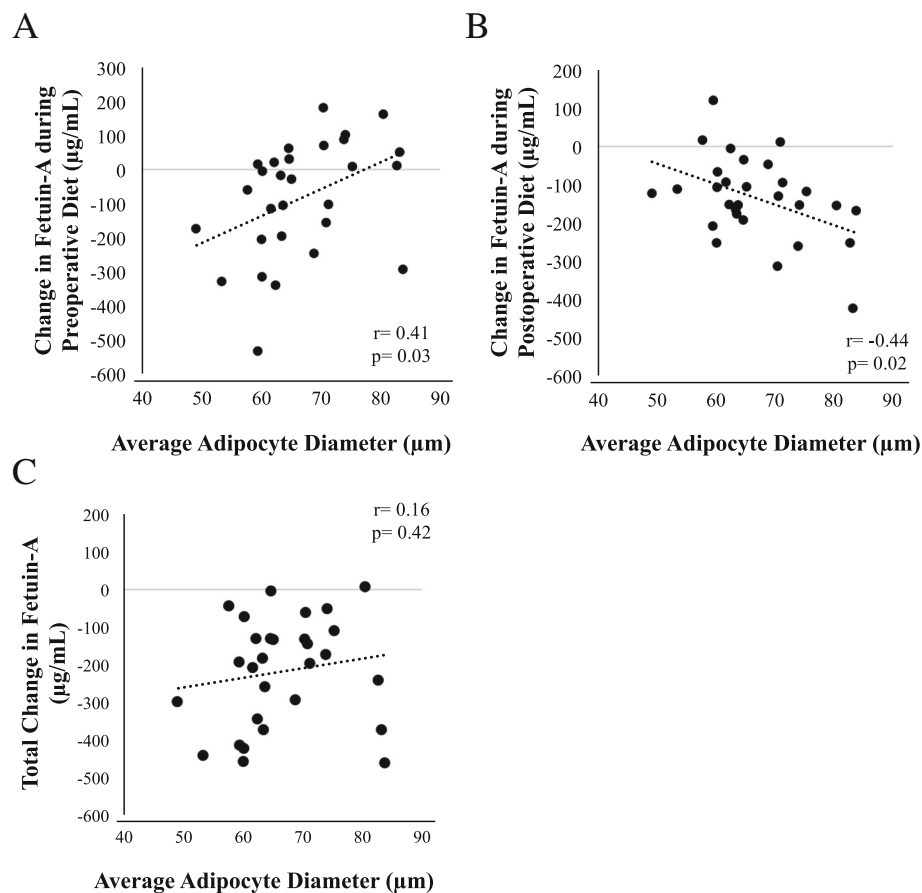 A
Change in Fetuin-A during
Preoperative Diet (µg/mL)
300
200
100
0
-100
-200
-300
-400
-500
-600
r= 0.41
p= 0.03
40 50 60 70 80 90
Average Adipocyte Diameter (µm)
B
Change in Fetuin-A during
Postoperative Diet (µg/mL)
200
100
0
-100
-200
-300
-400
-500
-600
r= -0.44
p= 0.02
40 50 60 70 80 90
Average Adipocyte Diameter (µm)
C
Total Change in Fetuin-A
(µg/mL)
200
100
0
-100
-200
-300
-400
-500
-600
r= 0.16
p= 0.42
40 50 60 70 80 90
Average Adipocyte Diameter (µm)